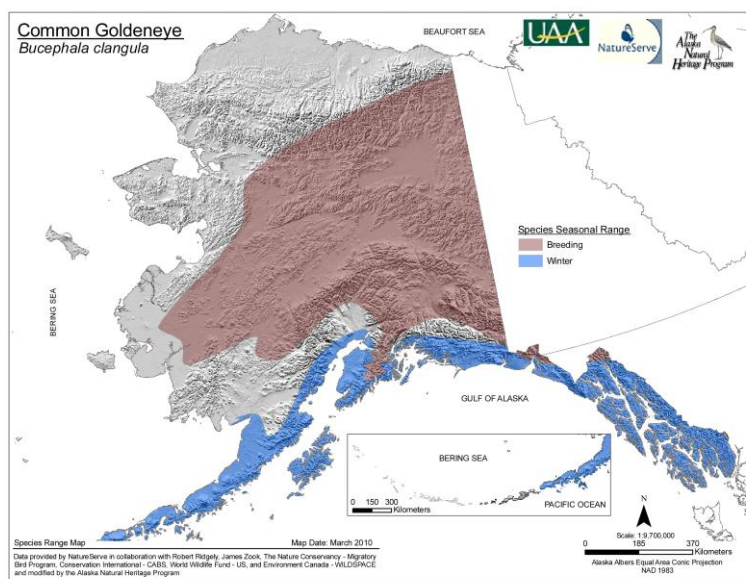 Common Goldeneye
Bucephala clangula
BEAUFORT SEA
UAA
NatureServe
The
Alaska
Natural
Heritage Program
Species Seasonal Range
Breeding
Winter
BERING SEA
GULF OF ALASKA
BERING SEA
0 150 300
Kilometers
PACIFIC OCEAN
N
Scale: 1:9,700,000
0 185 370
Kilometers
Alaska Albers Equal Area Conic Projection
NAD 1983
Species Range Map
Map Date: March 2010
Data provided by NatureServe in collaboration with Robert Ridgely, James Zook, The Nature Conservancy - Migratory
Bird Program, Conservation International - CABS, World Wildlife Fund - US, and Environment Canada - WILDSPACE
and modified by the Alaska Natural Heritage Program